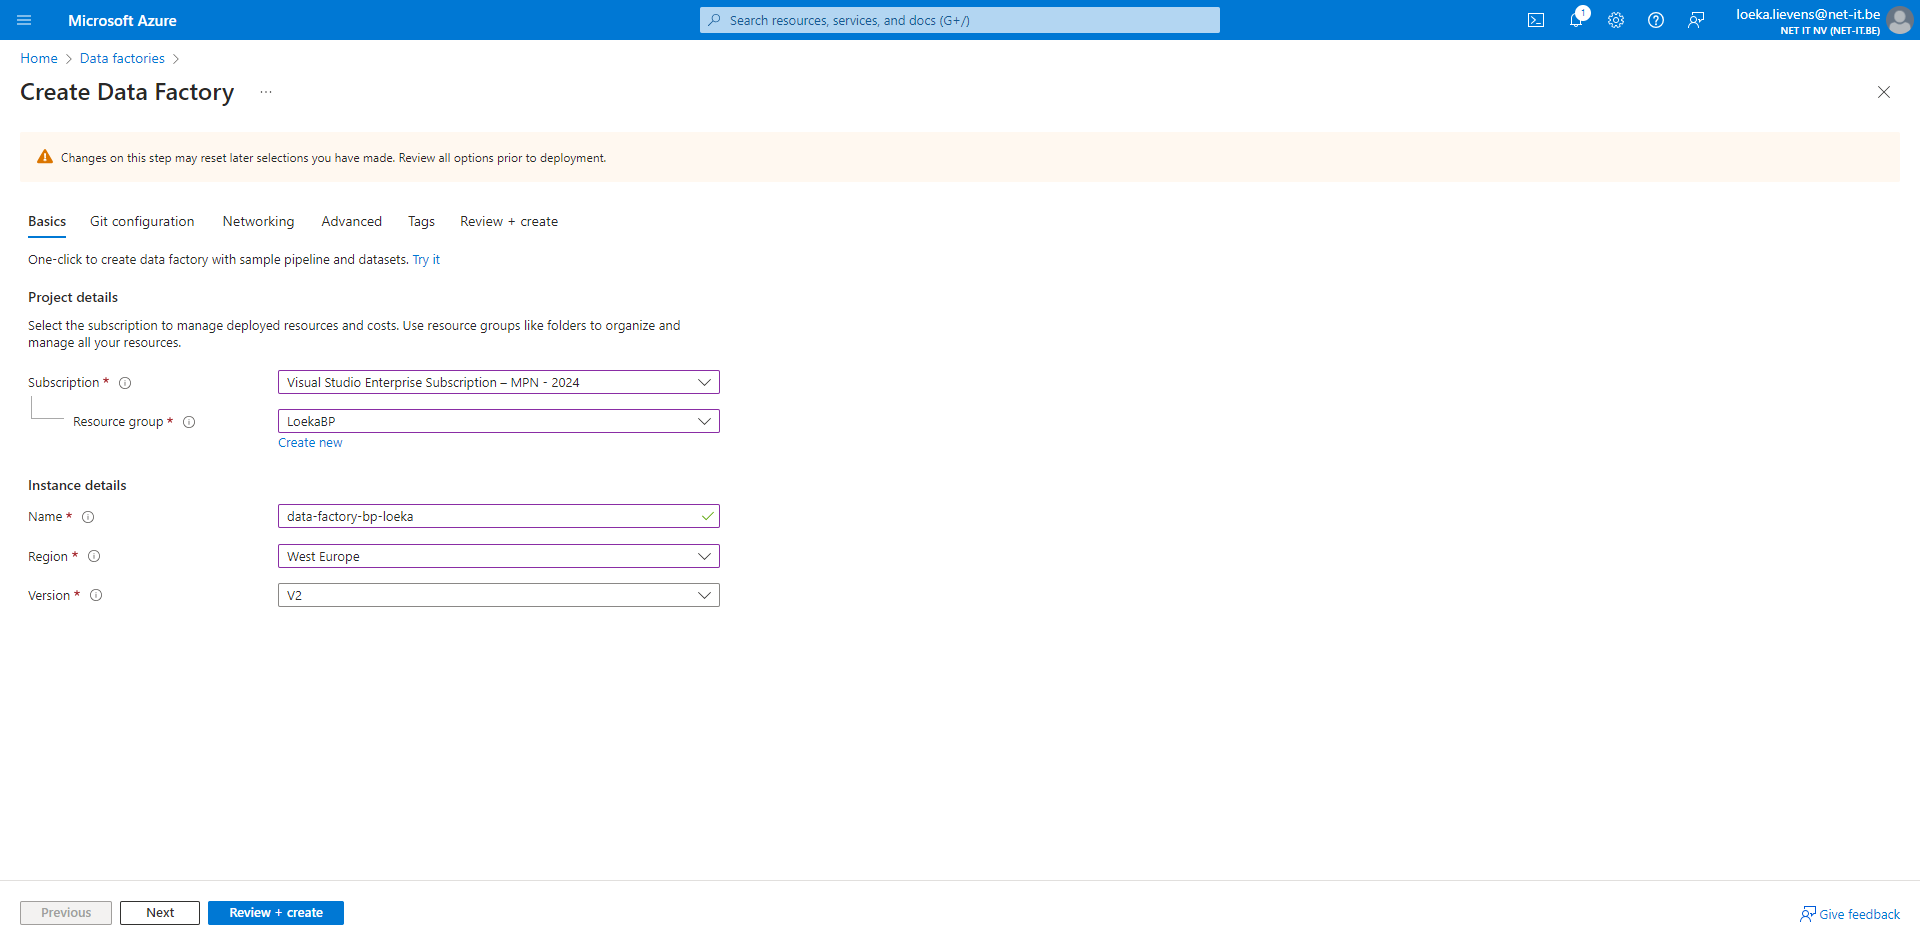 Microsoft Azure
Search resources, services, and docs (G+/)
1
loeka.lievens@net-it.be
NET IT NV (NET-IT.BE)
Home > Data factories >
Create Data Factory ...
Changes on this step may reset later selections you have made. Review all options prior to deployment.
Basics Git configuration Networking Advanced Tags Review + create
One-click to create data factory with sample pipeline and datasets. Try it
Project details
Select the subscription to manage deployed resources and costs. Use resource groups like folders to organize and
manage all your resources.
Subscription * Visual Studio Enterprise Subscription – MPN - 2024
Resource group * LoekaBP
Create new
Instance details
Name * data-factory-bp-loeka
Region * West Europe
Version * V2
Previous Next Review + create
Give feedback